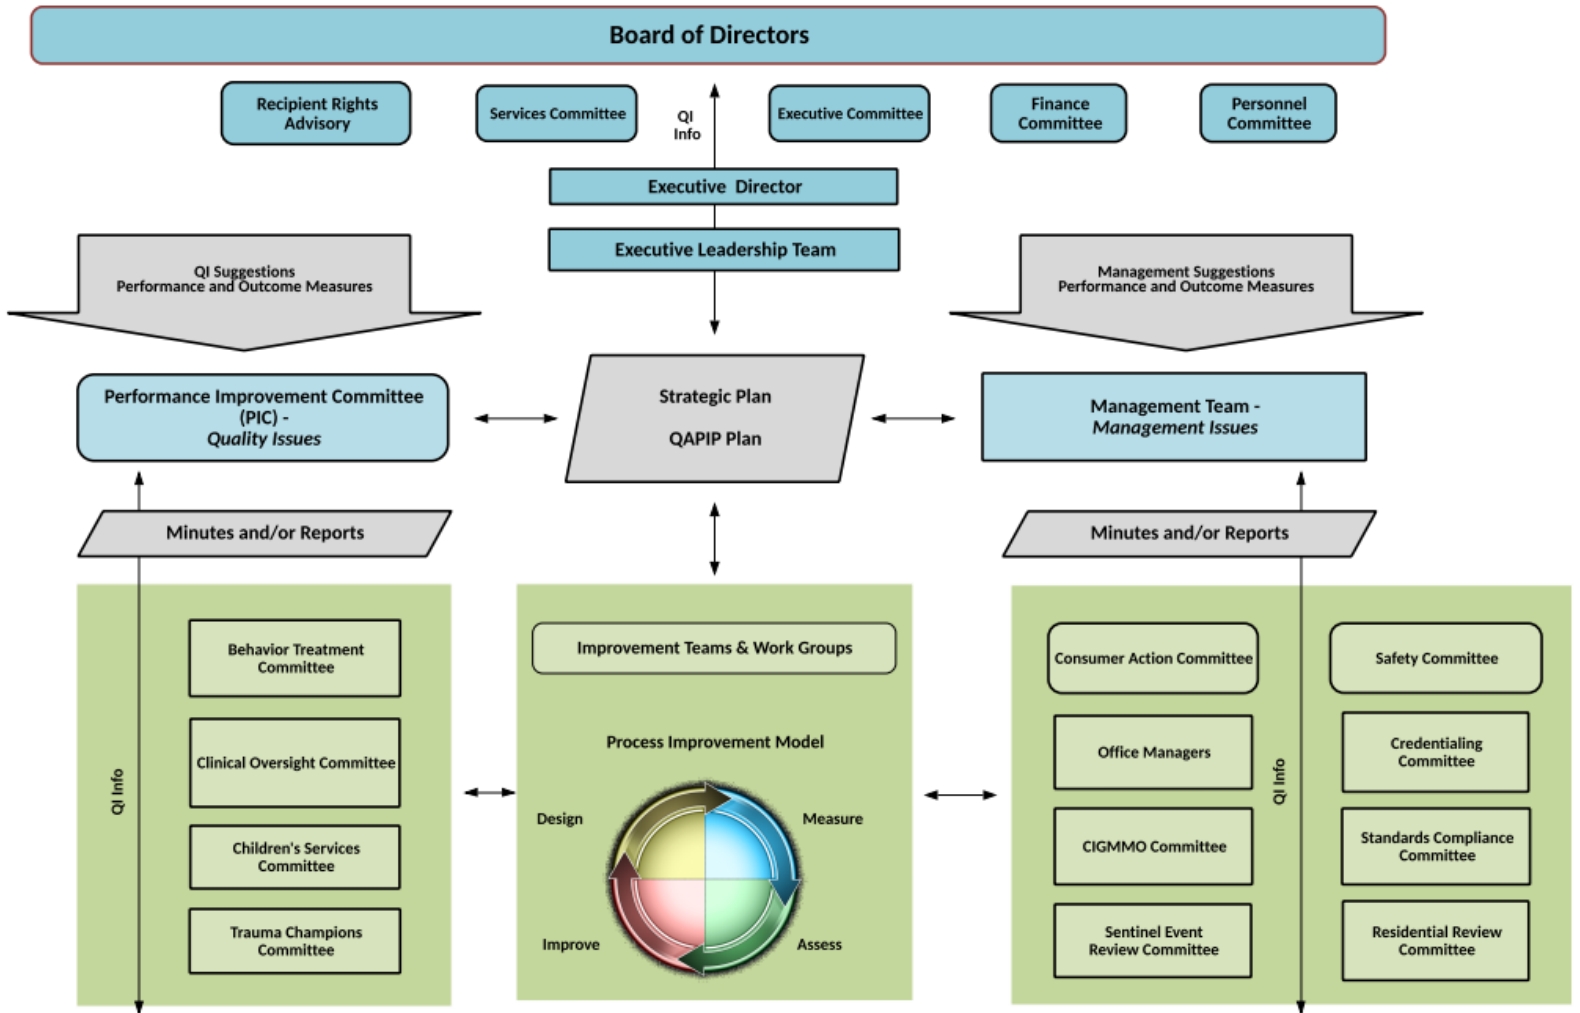 Board of Directors
Recipient Rights
Advisory
Services Committee
QI
Info
Executive Committee
Finance
Committee
Personnel
Committee
Executive Director
Executive Leadership Team
QI Suggestions
Performance and Outcome Measures
Management Suggestions
Performance and Outcome Measures
Performance Improvement Committee
(PIC) -
Quality Issues
Strategic Plan
QAPIP Plan
Management Team -
Management Issues
Minutes and/or Reports
Minutes and/or Reports
QI Info
Behavior Treatment
Committee
Clinical Oversight Committee
Children's Services
Committee
Trauma Champions
Committee
Improvement Teams & Work Groups
Process Improvement Model
Design
Measure
Improve
Assess
Consumer Action Committee
Office Managers
CIGMMO Committee
Sentinel Event
Review Committee
QI Info
Safety Committee
Credentialing
Committee
Standards Compliance
Committee
Residential Review
Committee